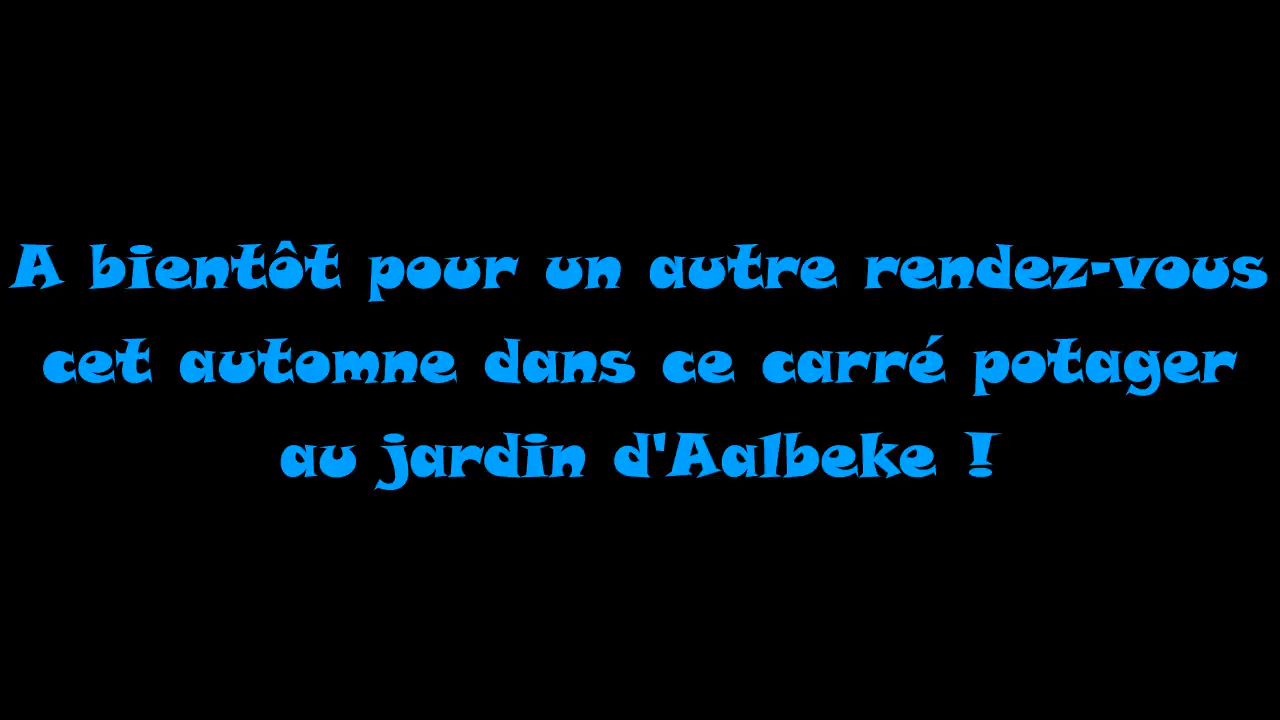 A bientôt pour un autre rendez-vous
cet automne dans ce carré potager
au jardin d'Aalbeke !